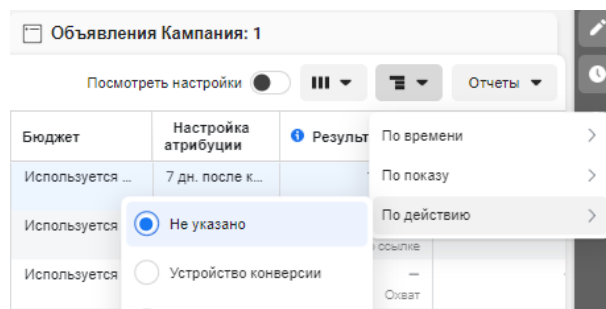 Объявления Кампания: 1
Посмотреть настройки
Отчеты
Бюджет
Настройка
атрибуции
Результ
По времени
Используется ...
7 дн. после к...
По показу
По действию
Используется
Не указано
ссылке
Используется
Устройство конверсии
—
Охват